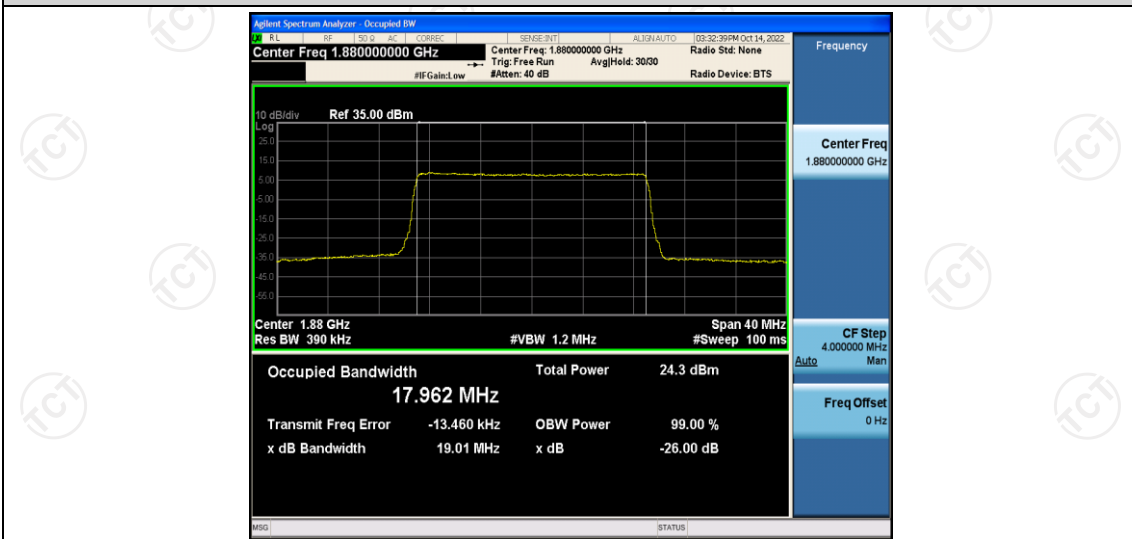 Agilent Spectrum Analyzer - Occupied BW
RL RF 50 Ω AC CORREC SENSE:INT ALIGNAUTO 03:32:39PM Oct 14, 2022
Center Freq 1.880000000 GHz
Center Freq: 1.880000000 GHz Radio Std: None
Trig: Free Run Avg|Hold: 30/30
#IFGain:Low #Atten: 40 dB Radio Device: BTS
Frequency
10 dB/div Ref 35.00 dBm
Log
25.0
15.0
5.00
-5.00
-15.0
-25.0
-35.0
-45.0
-55.0
Center 1.88 GHz Span 40 MHz
Res BW 390 kHz #VBW 1.2 MHz #Sweep 100 ms
Occupied Bandwidth Total Power 24.3 dBm
17.962 MHz
Transmit Freq Error -13.460 kHz OBW Power 99.00 %
x dB Bandwidth 19.01 MHz x dB -26.00 dB
Center Freq
1.880000000 GHz
CF Step
4.000000 MHz
Auto Man
Freq Offset
0 Hz
MSG STATUS
TCT
TCT
TCT
TCT
TCT
TCT